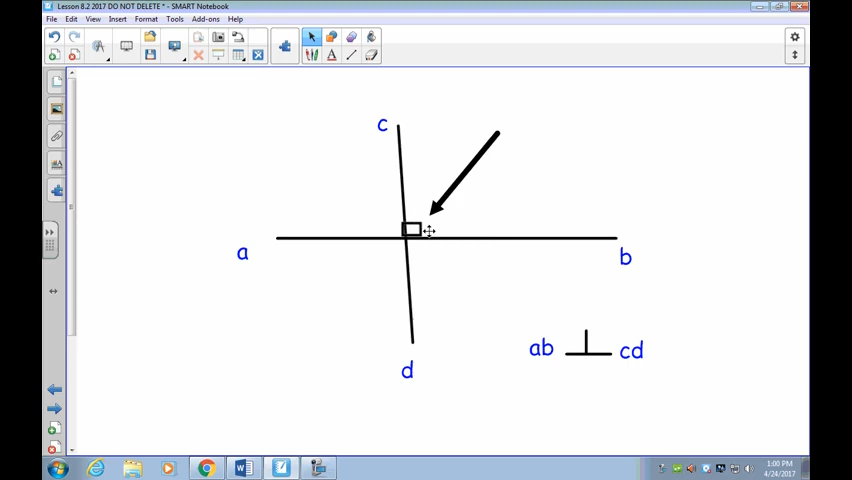 Lesson 8.2 2017 DO NOT DELETE * - SMART Notebook
File Edit View Insert Format Tools Add-ons Help
c
a
b
ab ⊥ cd
d
1:00 PM
4/24/2017